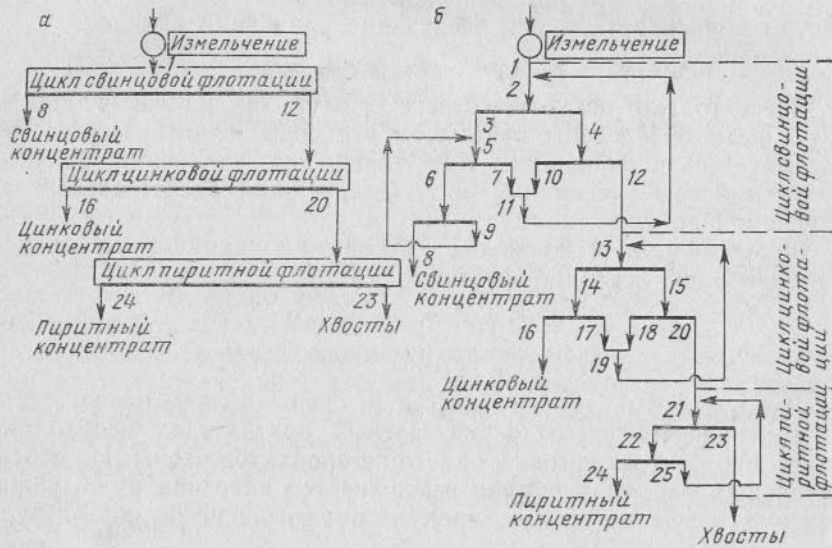 а
Измельчение
1
Цикл свинцовой флотации
8
12
Свинцовый
концентрат
Цикл цинковой флотации
16
20
Цинковый
концентрат
Цикл пиритной флотации
24
23
Пиритный
концентрат
Хвосты
б
Измельчение
1
2
3
4
5
6
7
10
12
11
9
8
Свинцовый
концентрат
13
14
15
16
17
18
20
19
Цинковый
концентрат
21
22
23
24
25
Пиритный
концентрат
Хвосты
Цикл свинцо-
вой флотации
Цикл цинко-
вой флота-
ции
Цикл пи-
ритной
флотации